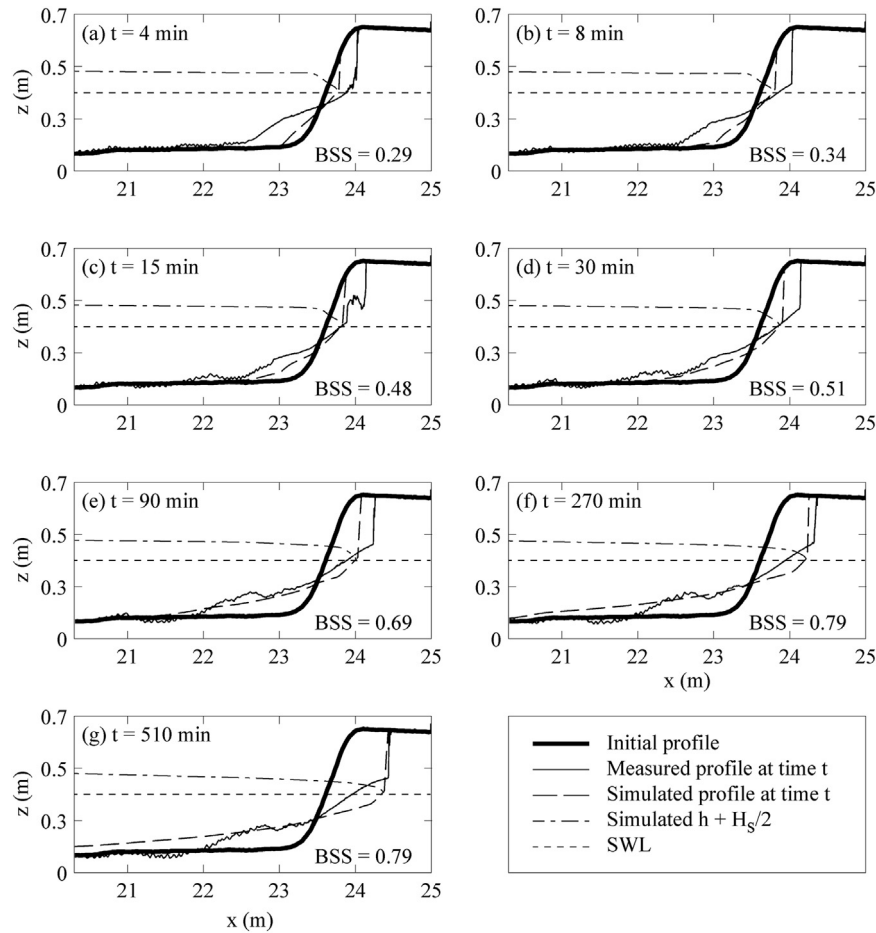 0.7
0.5
0.3
0
z (m)
(a) t = 4 min
BSS = 0.29
21 22 23 24 25
0.7
0.5
0.3
0
z (m)
(b) t = 8 min
BSS = 0.34
21 22 23 24 25
0.7
0.5
0.3
0
z (m)
(c) t = 15 min
BSS = 0.48
21 22 23 24 25
0.7
0.5
0.3
0
z (m)
(d) t = 30 min
BSS = 0.51
21 22 23 24 25
0.7
0.5
0.3
0
z (m)
(e) t = 90 min
BSS = 0.69
21 22 23 24 25
0.7
0.5
0.3
0
z (m)
(f) t = 270 min
BSS = 0.79
21 22 23 24 25
x (m)
0.7
0.5
0.3
0
z (m)
(g) t = 510 min
BSS = 0.79
21 22 23 24 25
x (m)
Initial profile
Measured profile at time t
Simulated profile at time t
Simulated h + Hs/2
SWL